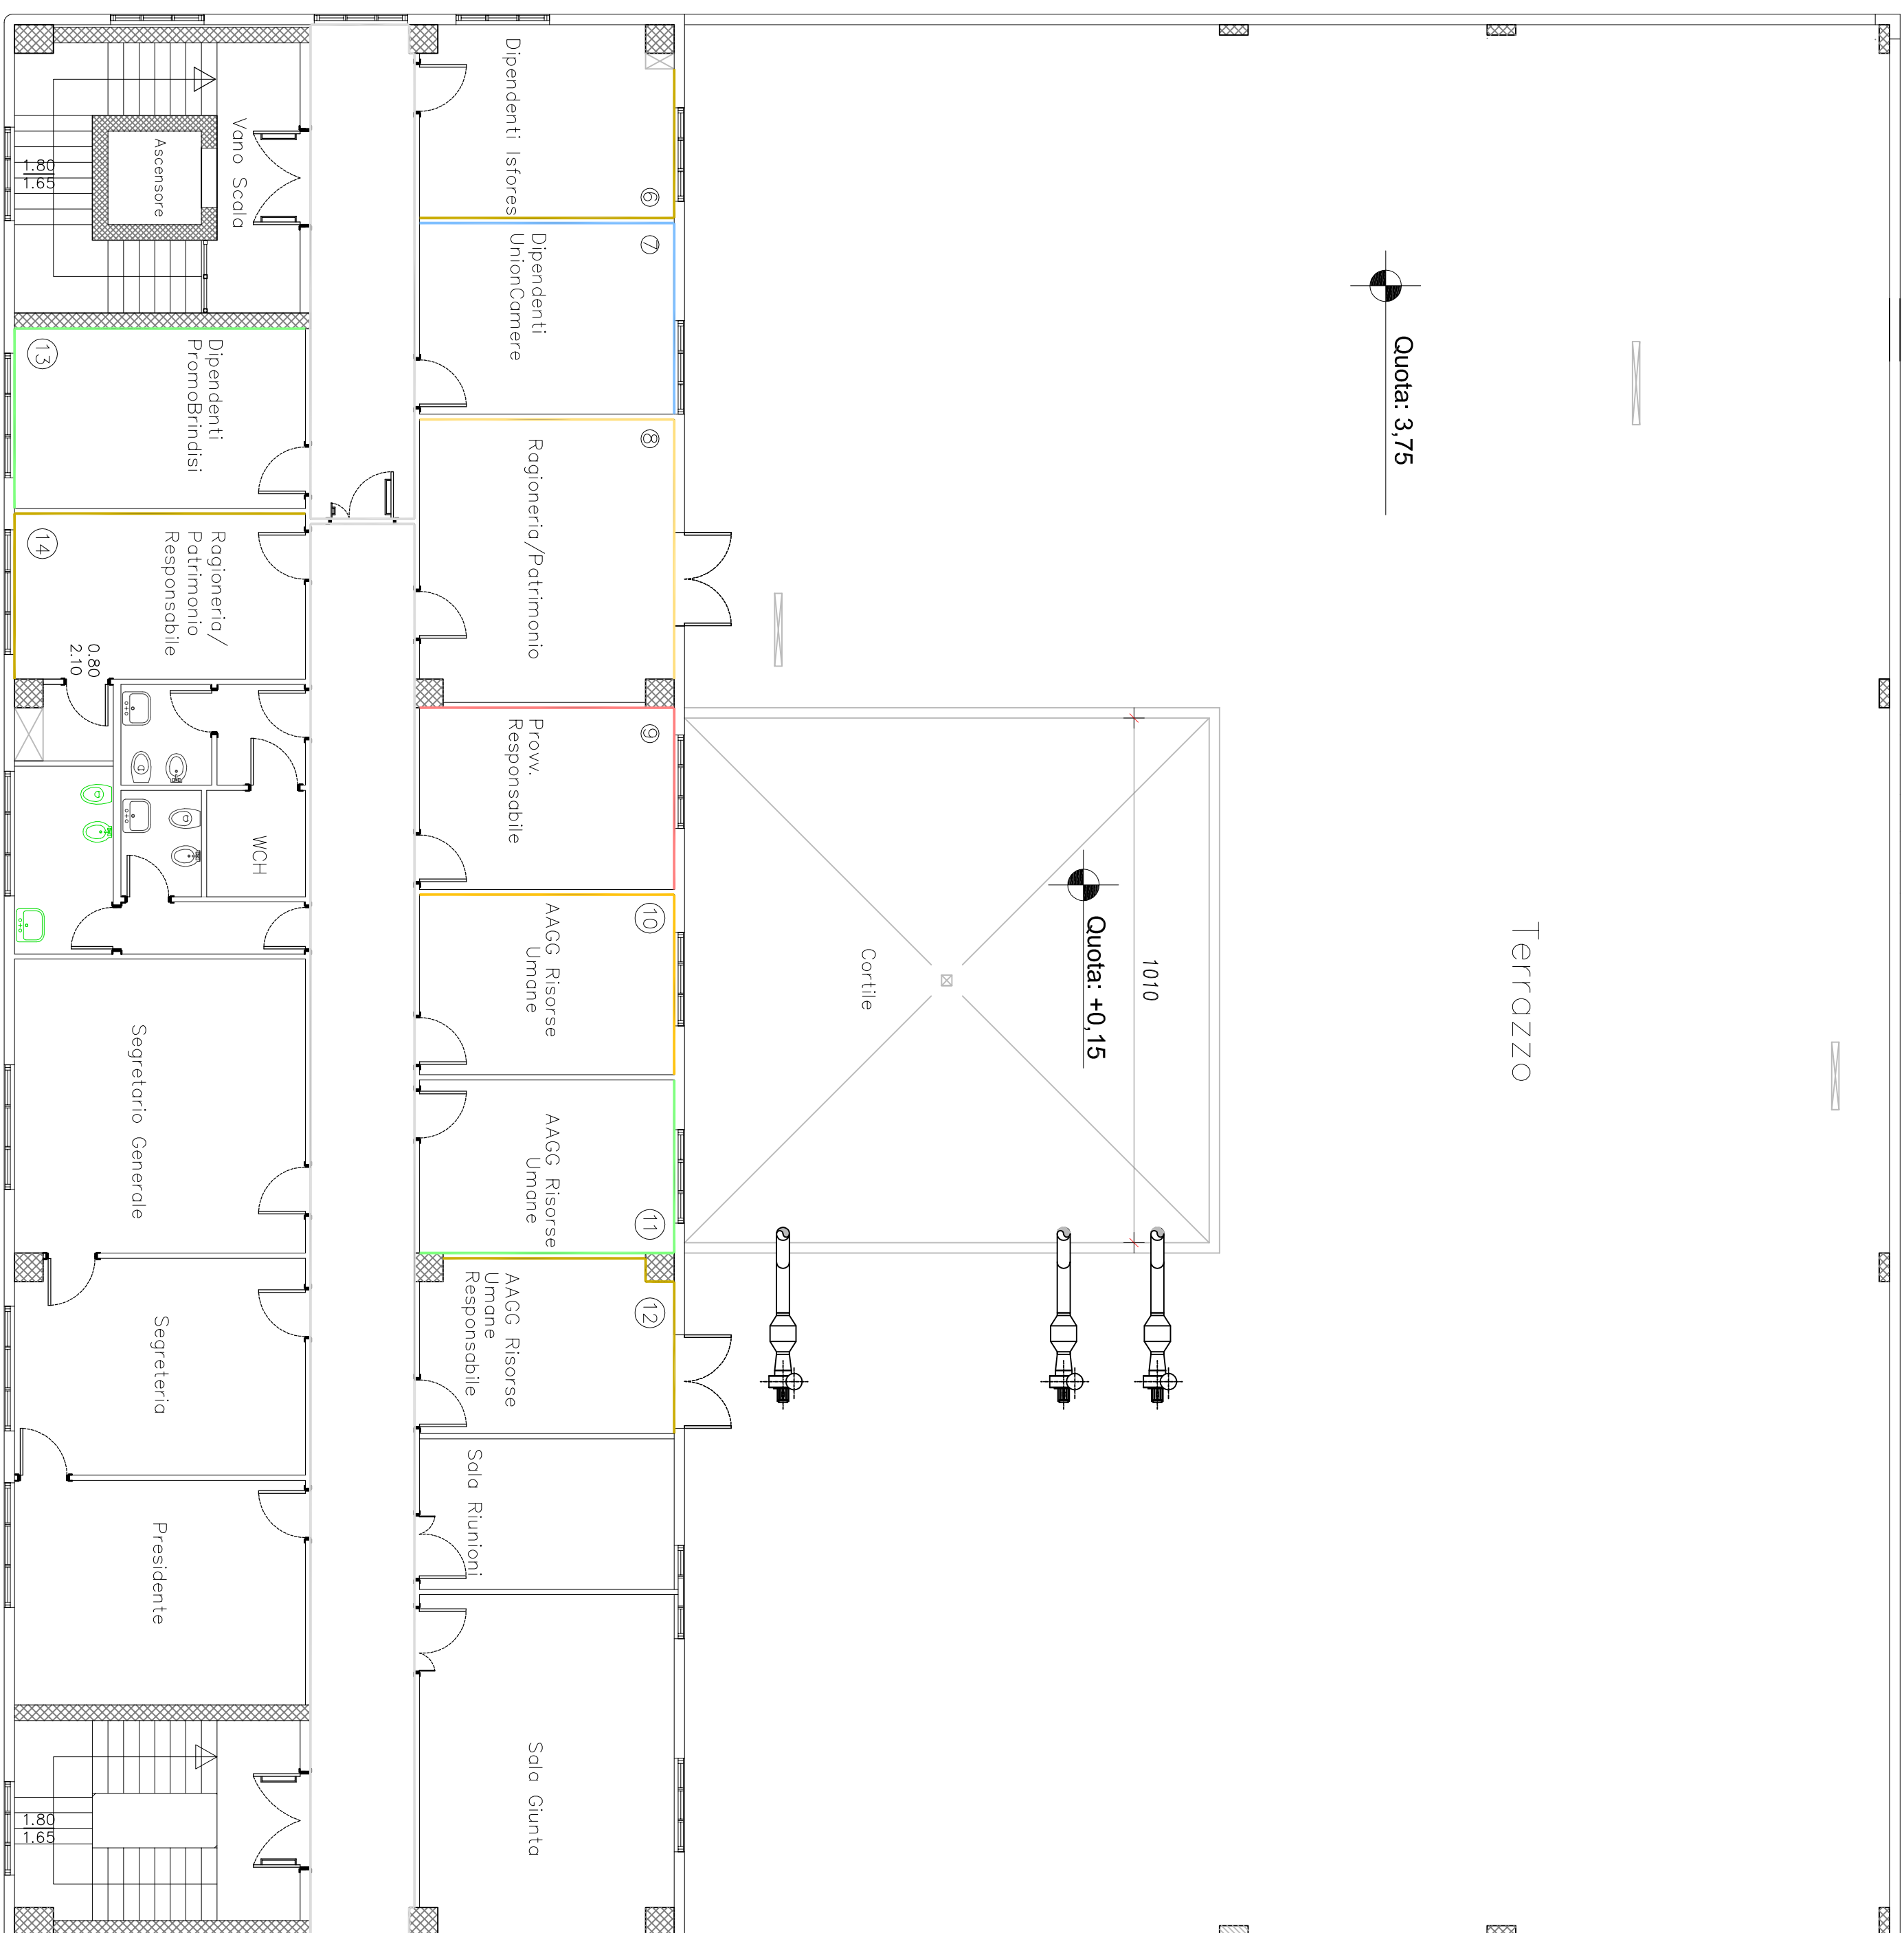 Dipendenti Isfores
6
Vano Scala
Ascensore
1.80
1.65
7
Dipendenti
UnionCamere
13
Dipendenti
PromoBrindisi
8
Ragioneria/Patrimonio
14
Ragioneria/
Patrimonio
Responsabile
0.80
2.10
9
Provv.
Responsabile
WCH
10
AAGG Risorse
Umane
11
AAGG Risorse
Umane
Segretario Generale
12
AAGG Risorse
Umane
Responsabile
Segreteria
Sala Riunioni
Presidente
Sala Giunta
1.80
1.65
Quota: 3,75
Terrazzo
1010
Quota: +0,15
Cortile